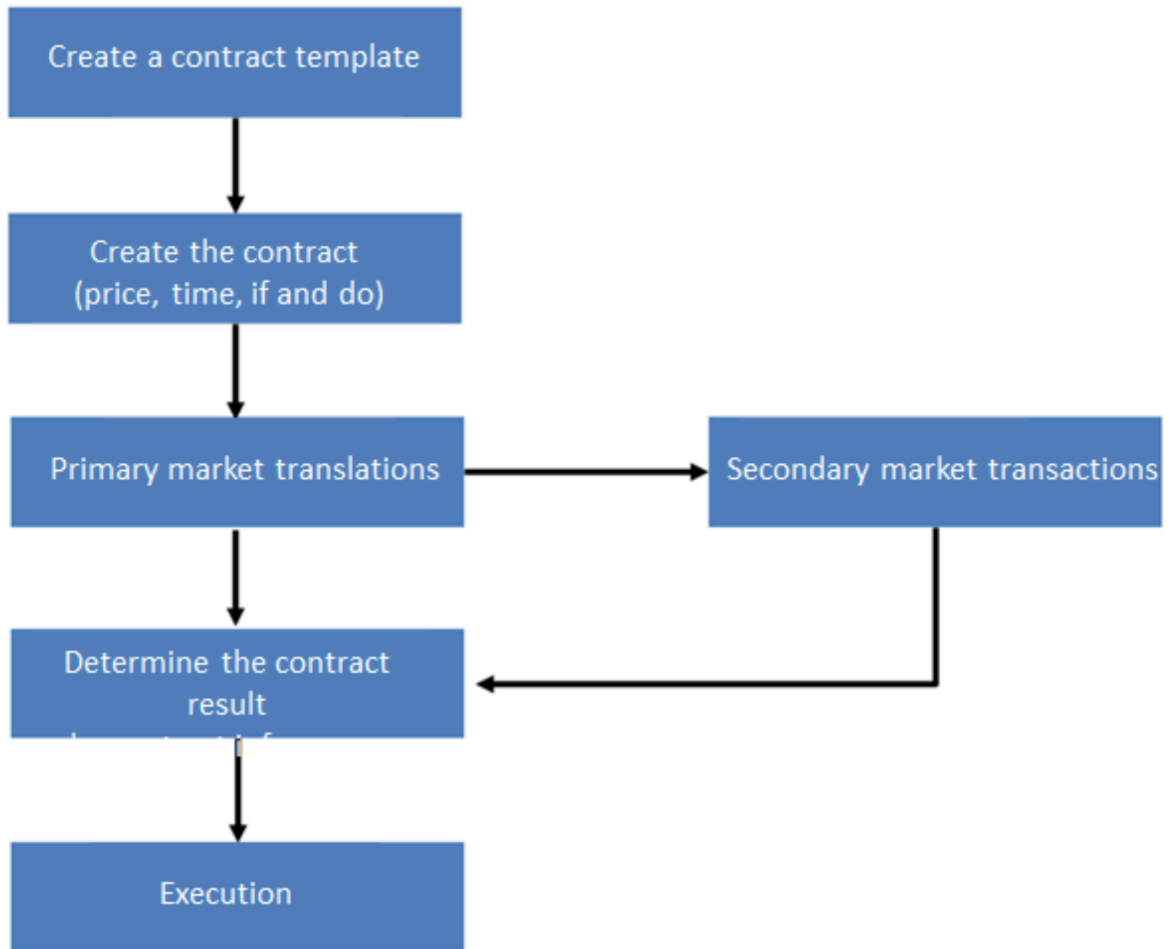 Create a contract template
Create the contract
(price, time, if and do)
Primary market translations
Secondary market transactions
Determine the contract
result
Execution